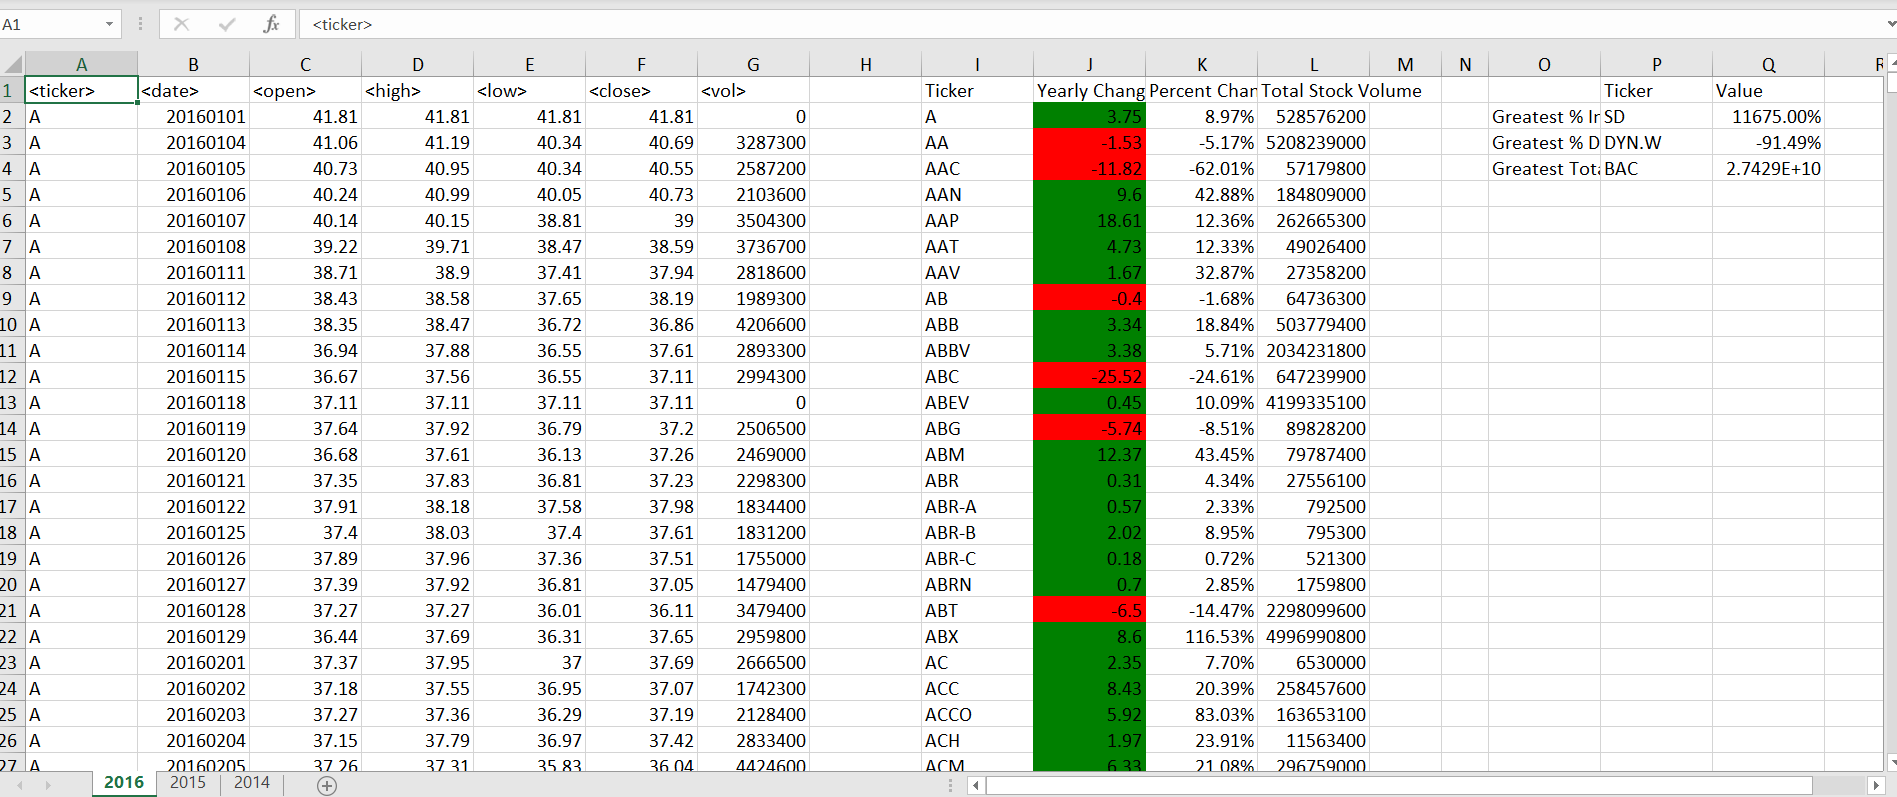 A1 fx <ticker>
A B C D E F G H I J K L M N O P Q R
1 <ticker> <date> <open> <high> <low> <close> <vol> Ticker Yearly Chang Percent Chan Total Stock Volume Ticker Value
2 A 20160101 41.81 41.81 41.81 41.81 0 A 3.75 8.97% 528576200 Greatest % In SD 11675.00%
3 A 20160104 41.06 41.19 40.34 40.69 3287300 AA -1.53 -5.17% 5208239000 Greatest % D DYN.W -91.49%
4 A 20160105 40.73 40.95 40.34 40.55 2587200 AAC -11.82 -62.01% 57179800 Greatest Tota BAC 2.7429E+10
5 A 20160106 40.24 40.99 40.05 40.73 2103600 AAN 9.6 42.88% 184809000
6 A 20160107 40.14 40.15 38.81 39 3504300 AAP 18.61 12.36% 262665300
7 A 20160108 39.22 39.71 38.47 38.59 3736700 AAT 4.73 12.33% 49026400
8 A 20160111 38.71 38.9 37.41 37.94 2818600 AAV 1.67 32.87% 27358200
9 A 20160112 38.43 38.58 37.65 38.19 1989300 AB -0.4 -1.68% 64736300
10 A 20160113 38.35 38.47 36.72 36.86 4206600 ABB 3.34 18.84% 503779400
11 A 20160114 36.94 37.88 36.55 37.61 2893300 ABBV 3.38 5.71% 2034231800
12 A 20160115 36.67 37.56 36.55 37.11 2994300 ABC -25.52 -24.61% 647239900
13 A 20160118 37.11 37.11 37.11 37.11 0 ABEV 0.45 10.09% 4199335100
14 A 20160119 37.64 37.92 36.79 37.2 2506500 ABG -5.74 -8.51% 89828200
15 A 20160120 36.68 37.61 36.13 37.26 2469000 ABM 12.37 43.45% 79787400
16 A 20160121 37.35 37.83 36.81 37.23 2298300 ABR 0.31 4.34% 27556100
17 A 20160122 37.91 38.18 37.58 37.98 1834400 ABR-A 0.57 2.33% 792500
18 A 20160125 37.4 38.03 37.4 37.61 1831200 ABR-B 2.02 8.95% 795300
19 A 20160126 37.89 37.96 37.36 37.51 1755000 ABR-C 0.18 0.72% 521300
20 A 20160127 37.39 37.92 36.81 37.05 1479400 ABRN 0.7 2.85% 1759800
21 A 20160128 37.27 37.27 36.01 36.11 3479400 ABT -6.5 -14.47% 2298099600
22 A 20160129 36.44 37.69 36.31 37.65 2959800 ABX 8.6 116.53% 4996990800
23 A 20160201 37.37 37.95 37 37.69 2666500 AC 2.35 7.70% 6530000
24 A 20160202 37.18 37.55 36.95 37.07 1742300 ACC 8.43 20.39% 258457600
25 A 20160203 37.27 37.36 36.29 37.19 2128400 ACCO 5.92 83.03% 163653100
26 A 20160204 37.15 37.79 36.97 37.42 2833400 ACH 1.97 23.91% 11563400
27 A 20160205 37.26 37.31 35.83 36.04 4424600 ACM 6.33 21.08% 296759000
2016 2015 2014